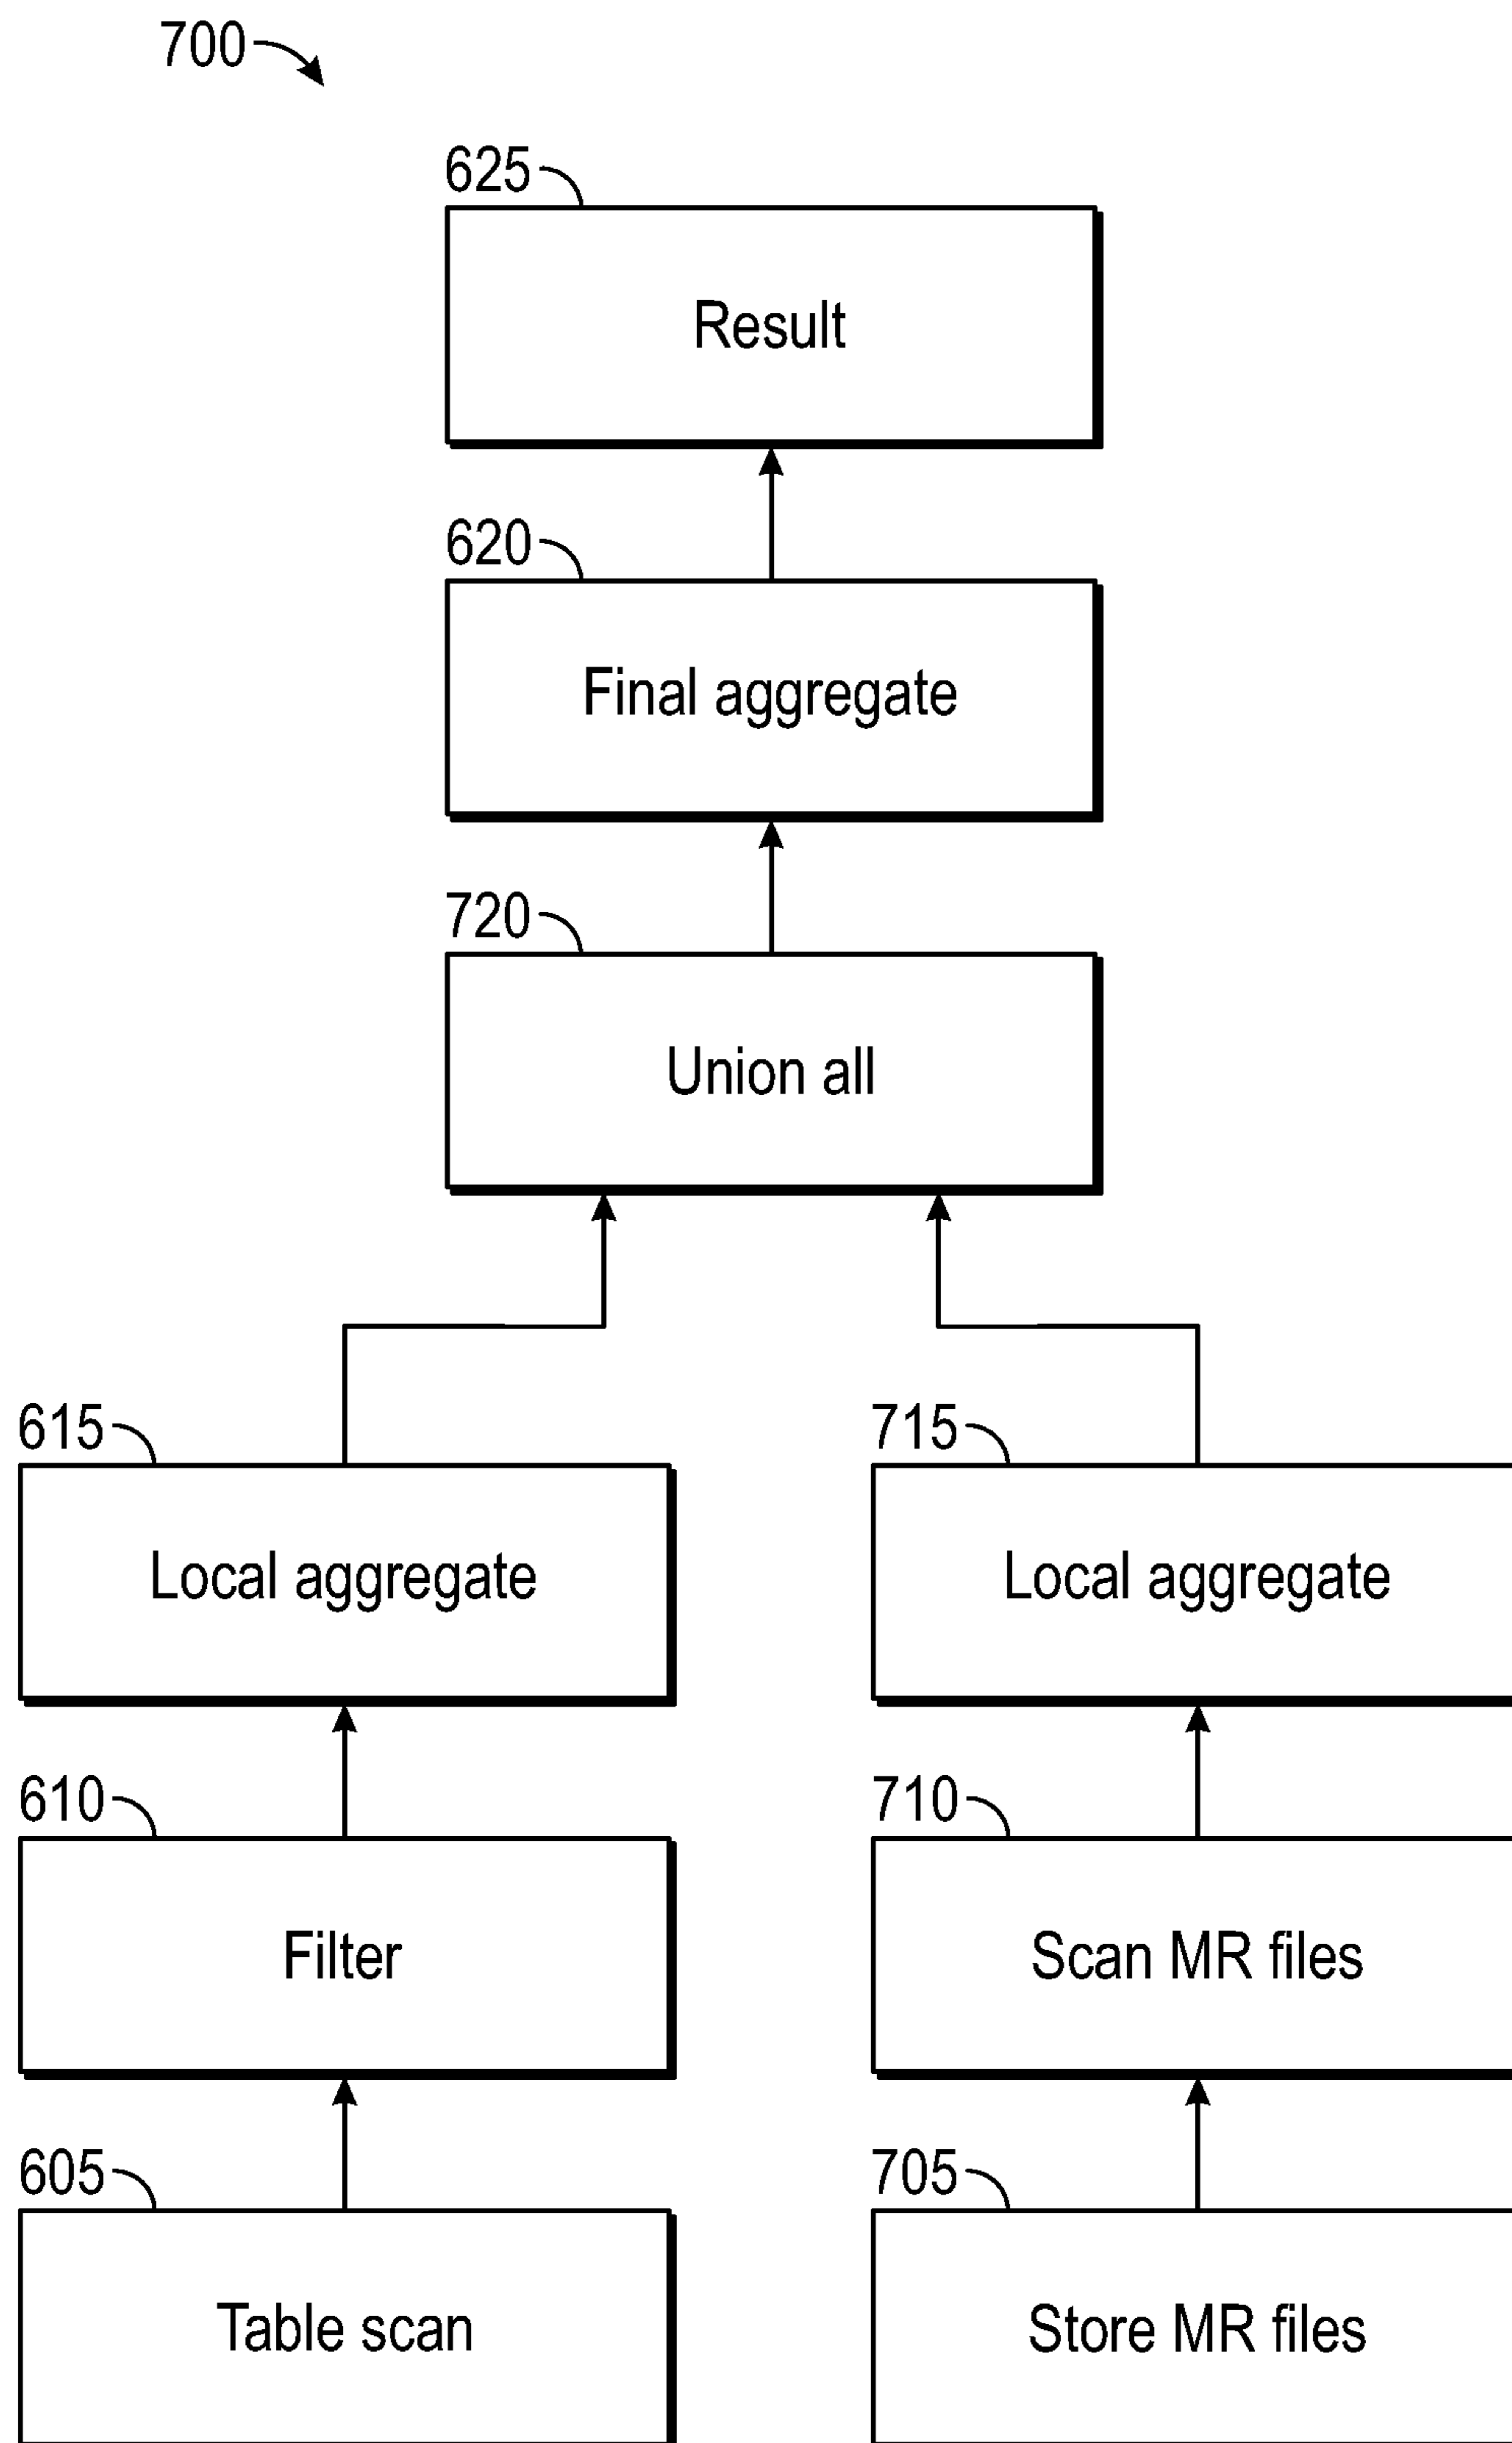 700
625
Result
620
Final aggregate
720
Union all
615
715
Local aggregate
Local aggregate
610
710
Filter
Scan MR files
605
705
Table scan
Store MR files